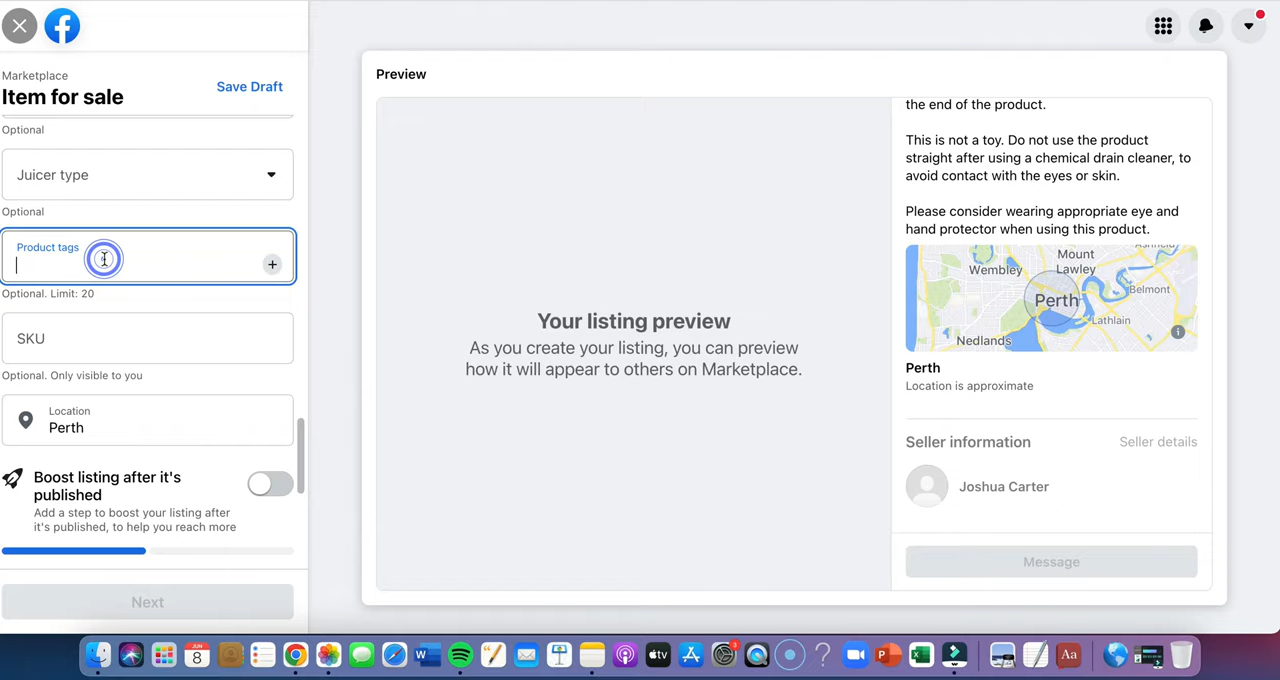 Marketplace
Item for sale
Save Draft
Optional
Juicer type
Optional
Product tags
Optional. Limit: 20
SKU
Optional. Only visible to you
Location
Perth
Boost listing after it's
published
Add a step to boost your listing after
it's published, to help you reach more
Next
Preview
Your listing preview
As you create your listing, you can preview
how it will appear to others on Marketplace.
the end of the product.
This is not a toy. Do not use the product
straight after using a chemical drain cleaner, to
avoid contact with the eyes or skin.
Please consider wearing appropriate eye and
hand protector when using this product.
Mount
Lawley
Wembley
Belmont
Perth
Lathlain
Nedlands
Perth
Location is approximate
Seller information
Seller details
Joshua Carter
Message
JUN
8
W
tv
3
?
P
X
Aa